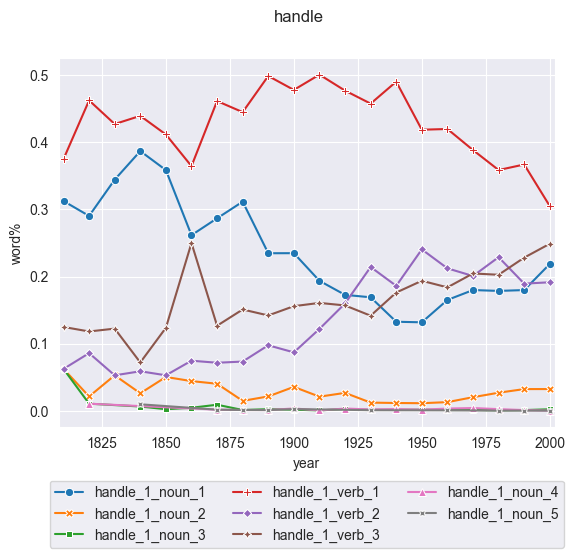 handle
0.5
0.4
0.3
0.2
0.1
0.0
word%
1825 1850 1875 1900 1925 1950 1975 2000
year
handle_1_noun_1 handle_1_verb_1 handle_1_noun_4
handle_1_noun_2 handle_1_verb_2 handle_1_noun_5
handle_1_noun_3 handle_1_verb_3